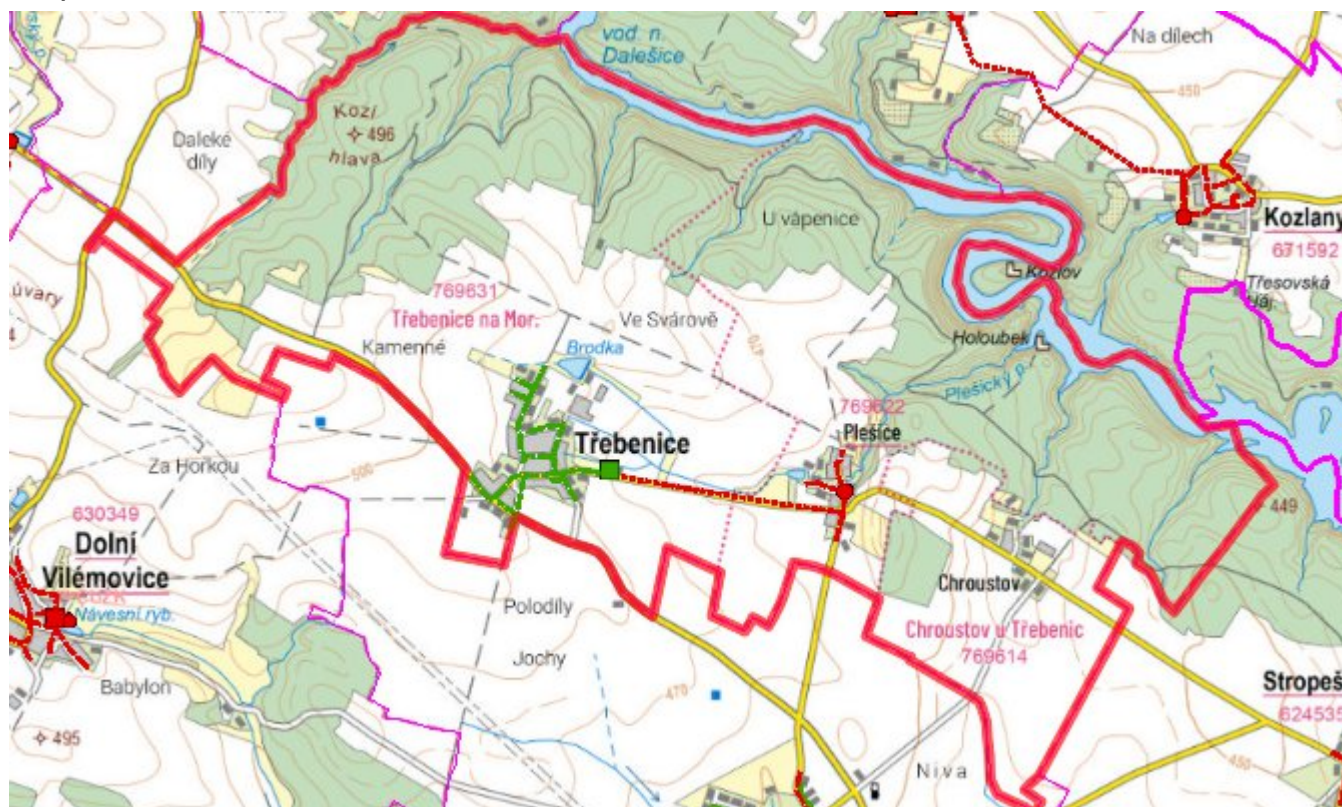 vod. n.
Dalešice
Na dílech
450
Kozí
496
hlava
Daleké
díly
Kozlany
671592
U vápenice
Kozlov
Třesovská
Háj.
úvary
769631
Třebenice na Mor.
Ve Svárově
Kamenné
Brodka
470
Holoubek
Plešický p.
769622
Plešice
Třebenice
Za Horkou
500
449
630349
Dolní
Vilémovice
Návesní ryb.
Chroustov
Polodíly
Chroustov u Třebenic
769614
Jochy
Babylon
470
Stropeš
624535
495
450
Niva